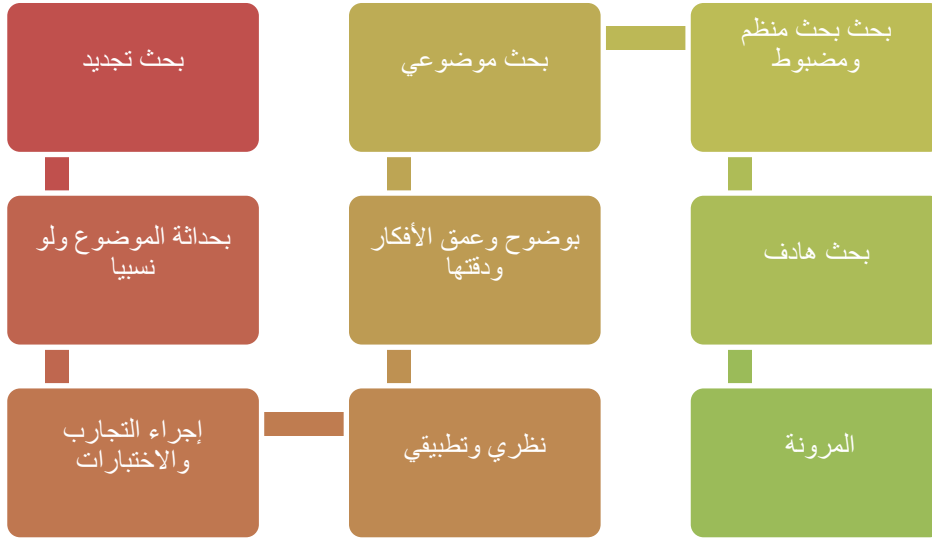 بحث تجديد
بحداثة الموضوع ولو
نسبيا
إجراء التجارب
والاختبارات
نظري وتطبيقي
بوضوح وعمق الأفكار
ودقتها
بحث موضوعي
بحث بحث منظم
ومضبوط
بحث هادف
المرونة